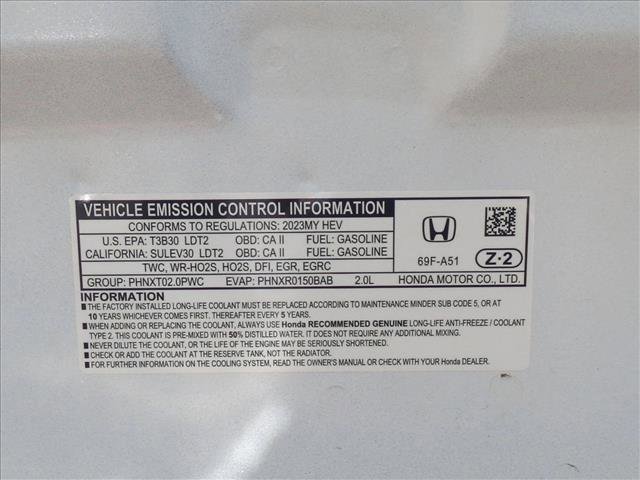 VEHICLE EMISSION CONTROL INFORMATION
CONFORMS TO REGULATIONS: 2023MY HEV
U.S. EPA: T3B30 LDT2 OBD: CA II FUEL: GASOLINE
CALIFORNIA: SULEV30 LDT2 OBD: CA II FUEL: GASOLINE
TWC, WR-HO2S, HO2S, DFI, EGR, EGRC
GROUP: PHNXT02.0PWC EVAP: PHNXR0150BAB 2.0L
69F-A51 Z·2
HONDA MOTOR CO., LTD.
INFORMATION
■ THE FACTORY INSTALLED LONG-LIFE COOLANT MUST BE REPLACED ACCORDING TO MAINTENANCE MINDER SUB CODE 5, OR AT
10 YEARS WHICHEVER COMES FIRST. THEREAFTER EVERY 5 YEARS.
■ WHEN ADDING OR REPLACING THE COOLANT, ALWAYS USE Honda RECOMMENDED GENUINE LONG-LIFE ANTI-FREEZE / COOLANT
TYPE 2. THIS COOLANT IS PRE-MIXED WITH 50% DISTILLED WATER. IT DOES NOT REQUIRE ANY ADDITIONAL MIXING.
■ NEVER DILUTE THE COOLANT, OR THE LIFE OF THE ENGINE MAY BE SERIOUSLY SHORTENED.
■ CHECK OR ADD THE COOLANT AT THE RESERVE TANK, NOT THE RADIATOR.
■ FOR FURTHER INFORMATION ON THE COOLING SYSTEM, READ THE OWNER'S MANUAL OR CHECK WITH YOUR Honda DEALER.